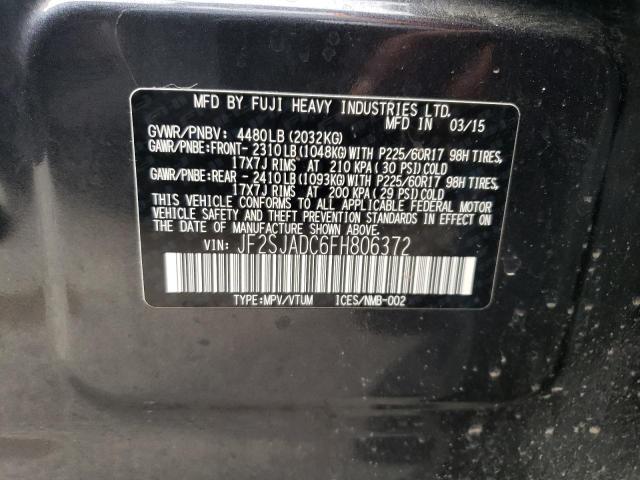 MFD BY FUJI HEAVY INDUSTRIES LTD.
MFD IN 03/15
GVWR/PNBV: 4480LB(2032KG)
GAWR/PNBE:FRONT- 2310LB(1048KG)WITH P225/60R17 98H TIRES,
17X7J RIMS AT 210 KPA(30 PSI)COLD
GAWR/PNBE:REAR - 2410LB(1093KG)WITH P225/60R17 98H TIRES,
17X7J RIMS AT 200 KPA(29 PSI)COLD
THIS VEHICLE CONFORMS TO ALL APPLICABLE FEDERAL MOTOR
VEHICLE SAFETY AND THEFT PREVENTION STANDARDS IN EFFECT ON
THE DATE OF MANUFACTURE SHOWN ABOVE.
VIN: JF2SJADC6FH806372
TYPE:MPV/VTUM ICES/NMB-002